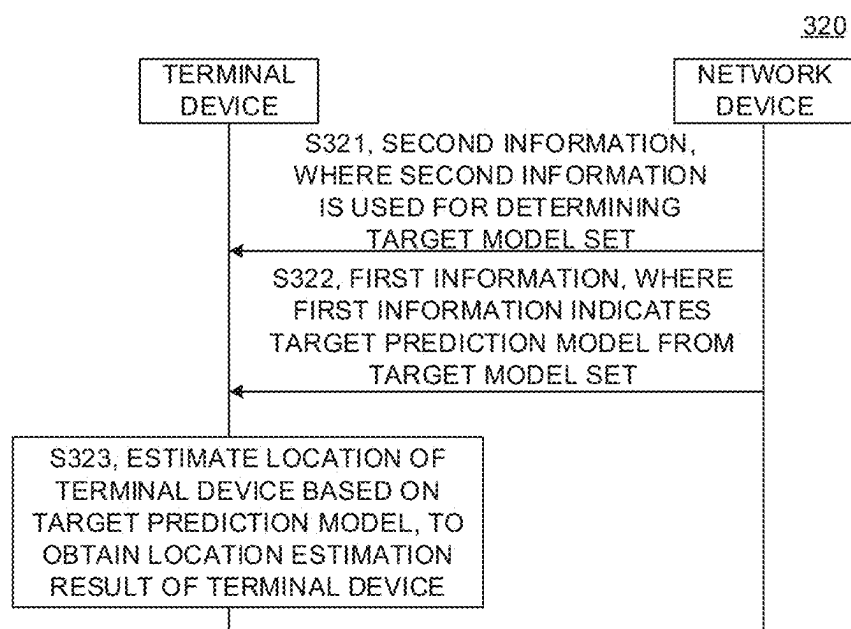 320
TERMINAL
DEVICE
NETWORK
DEVICE
S321, SECOND INFORMATION,
WHERE SECOND INFORMATION
IS USED FOR DETERMINING
TARGET MODEL SET
S322, FIRST INFORMATION, WHERE
FIRST INFORMATION INDICATES
TARGET PREDICTION MODEL FROM
TARGET MODEL SET
S323, ESTIMATE LOCATION OF
TERMINAL DEVICE BASED ON
TARGET PREDICTION MODEL, TO
OBTAIN LOCATION ESTIMATION
RESULT OF TERMINAL DEVICE